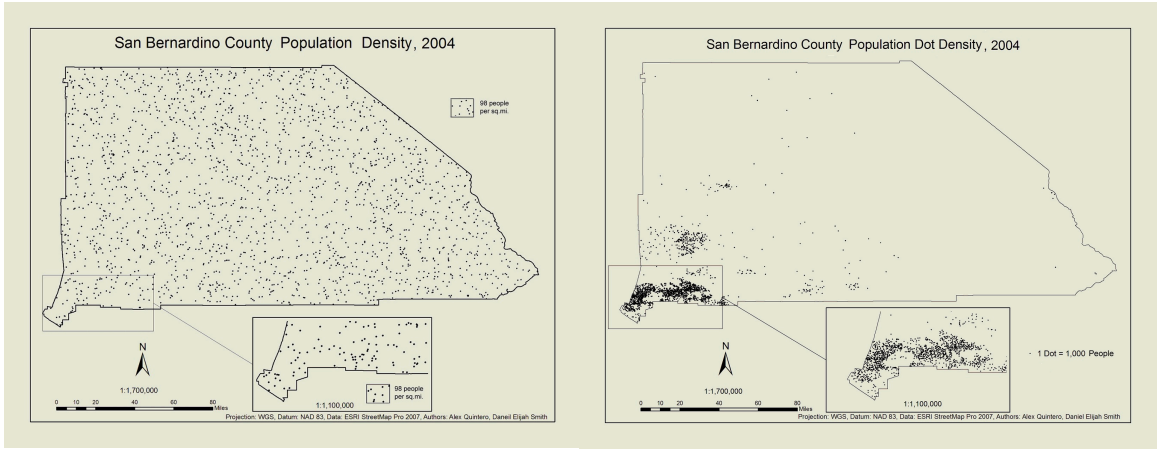 San Bernardino County Population Density, 2004
98 people
per sq.mi.
N
1:1,700,000
0 10 20 40 60 80
Miles
98 people
per sq.mi.
1:1,100,000
Projection: WGS, Datum: NAD 83, Data: ESRI StreetMap Pro 2007, Authors: Alex Quintero, Daneil Elijah Smith
San Bernardino County Population Dot Density, 2004
1 Dot = 1,000 People
N
1:1,700,000
0 10 20 40 60 80
Miles
1:1,100,000
Projection: WGS, Datum: NAD 83, Data: ESRI StreetMap Pro 2007, Authors: Alex Quintero, Daniel Elijah Smith